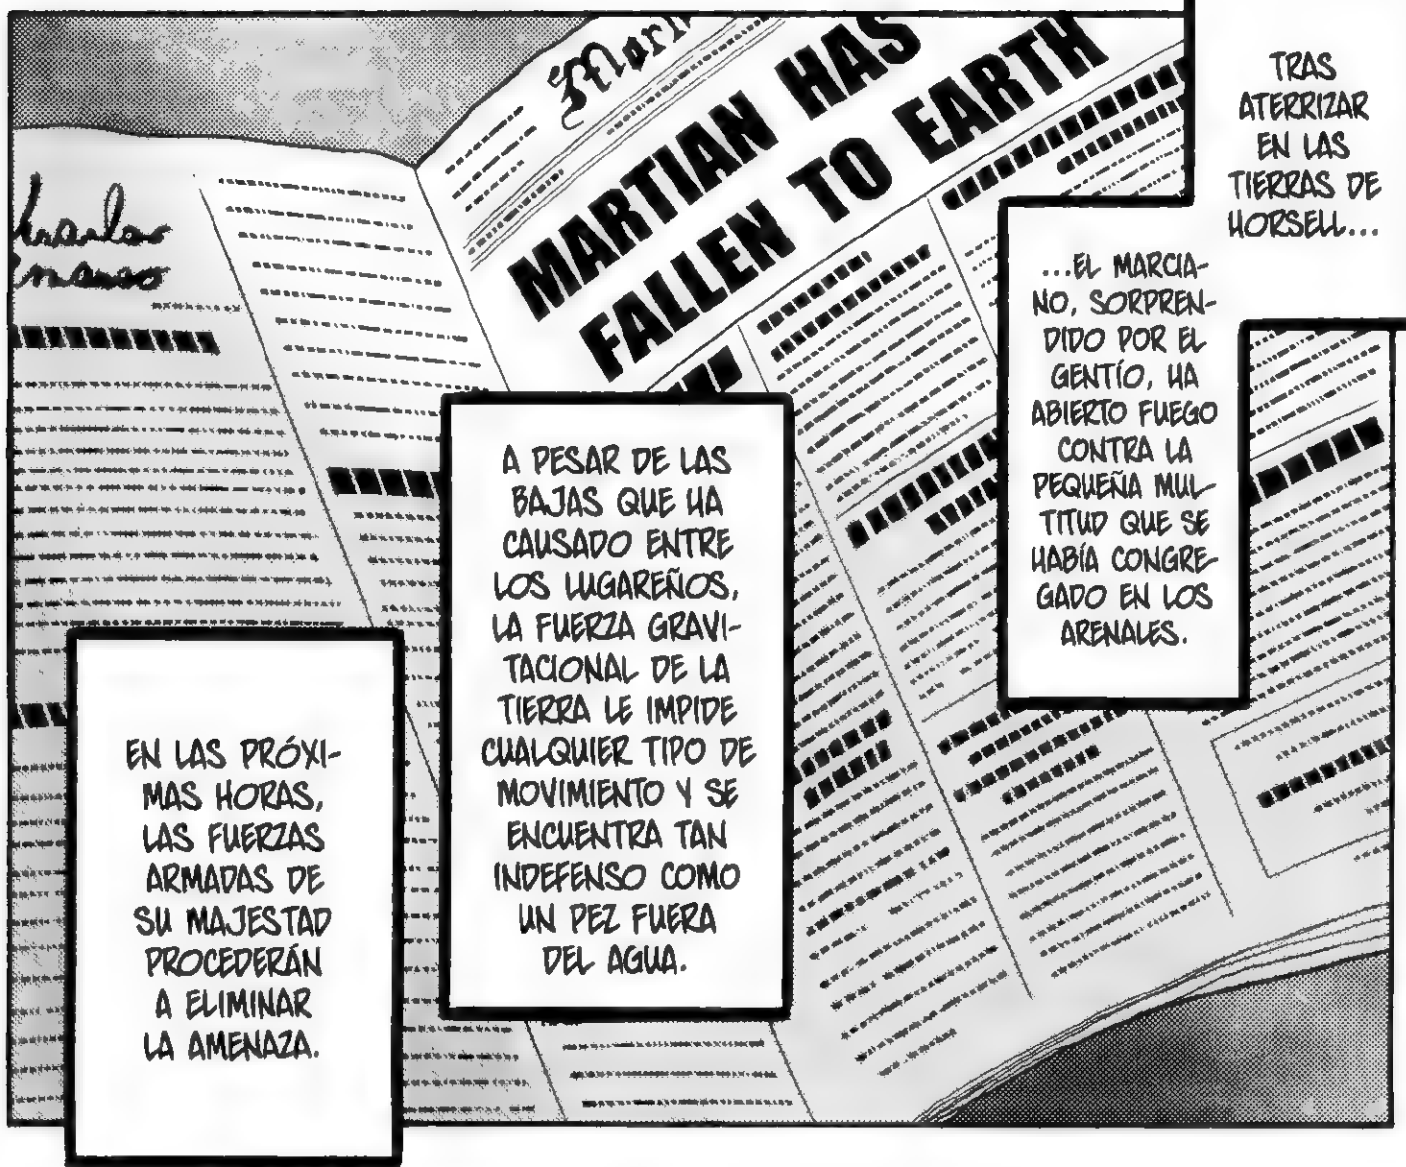 MARTIAN HAS
FALLEN TO EARTH
TRAS
ATERRIZAR
EN LAS
TIERRAS DE
HORSELL...
...EL MARCIA-
NO, SORPREN-
DIDO POR EL
GENTÍO, HA
ABIERTO FUEGO
CONTRA LA
PEQUEÑA MUL-
TITUD QUE SE
HABÍA CONGRE-
GADO EN LOS
ARENALES.
A PESAR DE LAS
BAJAS QUE HA
CAUSADO ENTRE
LOS LUGAREÑOS,
LA FUERZA GRAVI-
TACIONAL DE LA
TIERRA LE IMPIDE
CUALQUIER TIPO DE
MOVIMIENTO Y SE
ENCUENTRA TAN
INDEFENSO COMO
UN PEZ FUERA
DEL AGUA.
EN LAS PRÓXI-
MAS HORAS,
LAS FUERZAS
ARMADAS DE
SU MAJESTAD
PROCEDERÁN
A ELIMINAR
LA AMENAZA.